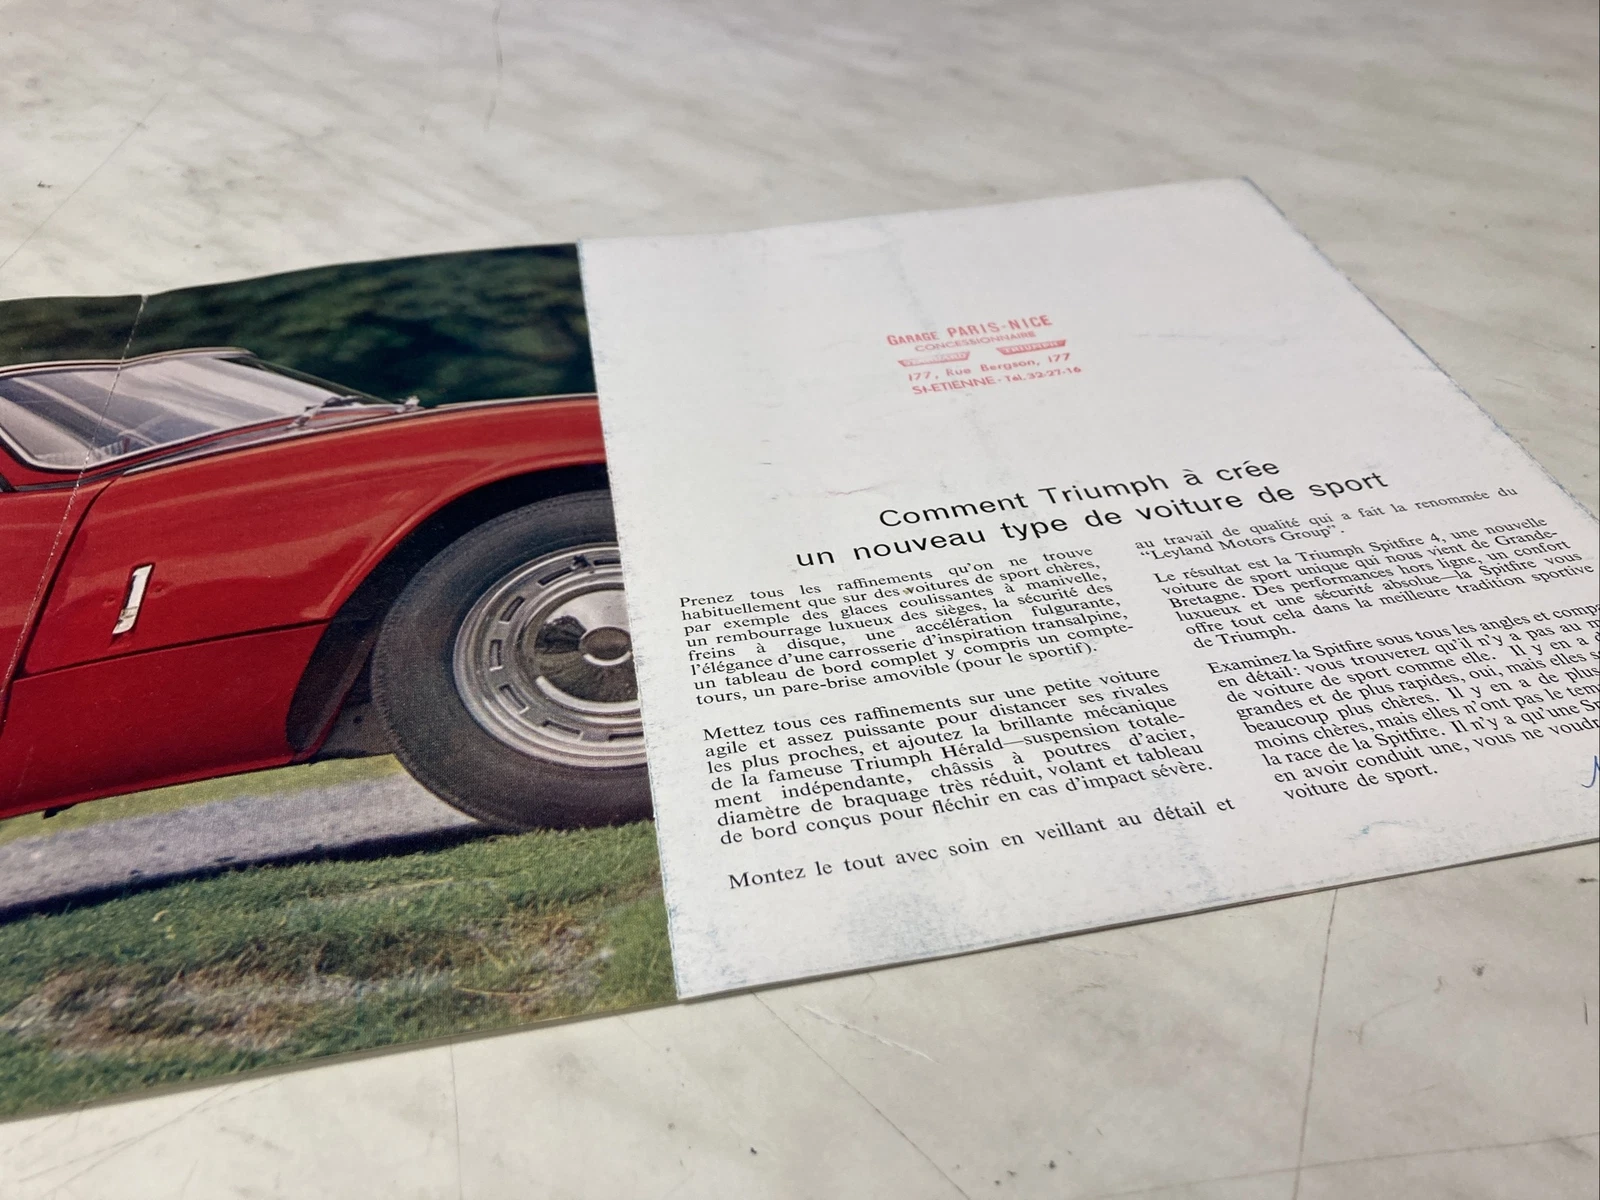 GARAGE PARIS-NICE
CONCESSIONNAIRE
TRIUMPH
177, Rue Bergson, 177
St-ETIENNE - Tél. 32-27-16
Comment Triumph à crée
un nouveau type de voiture de sport
Prenez tous les raffinements qu'on ne trouve
habituellement que sur des voitures de sport chères,
par exemple des glaces coulissantes à manivelle,
un rembourrage luxueux des sièges, la sécurité des
freins à disque, une accélération fulgurante,
l'élégance d'une carrosserie d'inspiration transalpine,
un tableau de bord complet y compris un compte-
tours, un pare-brise amovible (pour le sportif).
Mettez tous ces raffinements sur une petite voiture
agile et assez puissante pour distancer ses rivales
les plus proches, et ajoutez la brillante mécanique
de la fameuse Triumph Hérald—suspension totale-
ment indépendante, châssis à poutres d'acier,
diamètre de braquage très réduit, volant et tableau
de bord conçus pour fléchir en cas d'impact sévère.
Montez le tout avec soin en veillant au détail et
au travail de qualité qui a fait la renommée du
"Leyland Motors Group".
Le résultat est la Triumph Spitfire 4, une nouvelle
voiture de sport unique qui nous vient de Grande-
Bretagne. Des performances hors ligne, un confort
luxueux et une sécurité absolue—la Spitfire vous
offre tout cela dans la meilleure tradition sportive
de Triumph.
Examinez la Spitfire sous tous les angles et
en détail: vous trouverez qu'il n'y a pas au
de voiture de sport comme elle. Il y en a
grandes et de plus rapides, oui, mais elles
beaucoup plus chères. Il y en a de
moins chères, mais elles n'ont pas le
la race de la Spitfire. Il n'y a qu'une
en avoir conduit une, vous ne
voiture de sport.